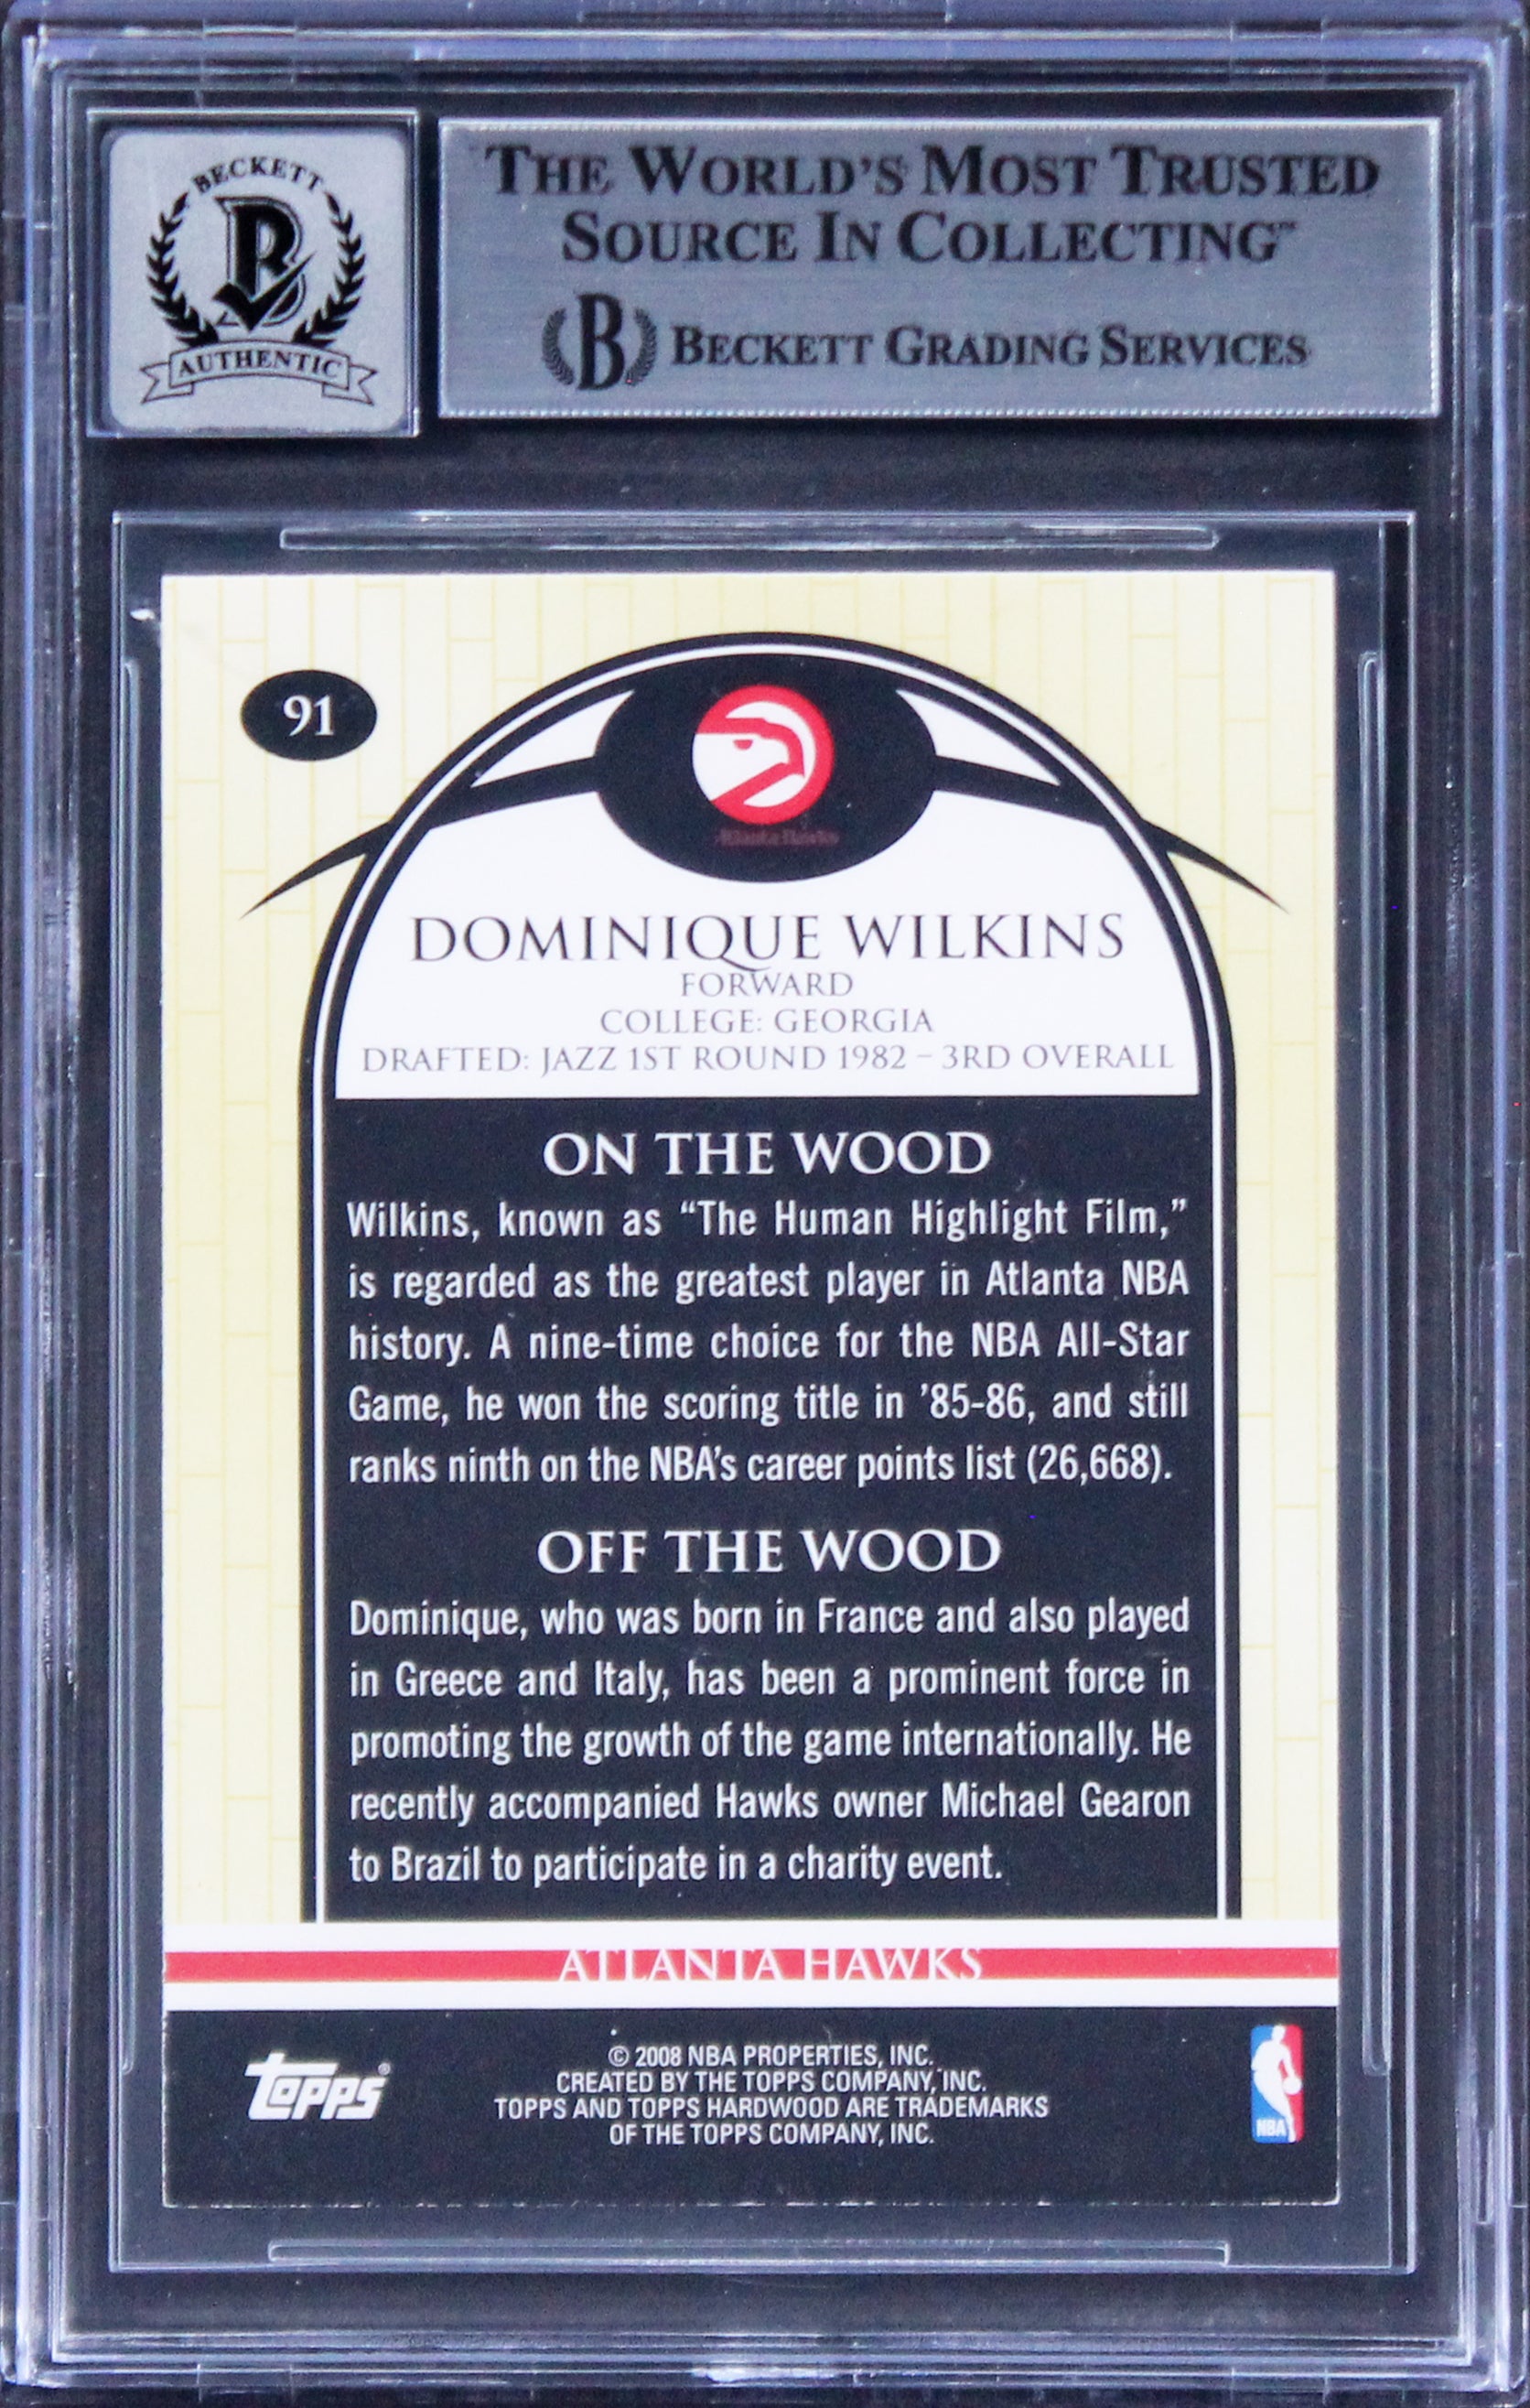 BECKETT
AUTHENTIC
THE WORLD'S MOST TRUSTED
SOURCE IN COLLECTING™
B BECKETT GRADING SERVICES
91
Atlanta Hawks
DOMINIQUE WILKINS
FORWARD
COLLEGE: GEORGIA
DRAFTED: JAZZ 1ST ROUND 1982 – 3RD OVERALL
ON THE WOOD
Wilkins, known as “The Human Highlight Film,”
is regarded as the greatest player in Atlanta NBA
history. A nine-time choice for the NBA All-Star
Game, he won the scoring title in ’85-86, and still
ranks ninth on the NBA’s career points list (26,668).
OFF THE WOOD
Dominique, who was born in France and also played
in Greece and Italy, has been a prominent force in
promoting the growth of the game internationally. He
recently accompanied Hawks owner Michael Gearon
to Brazil to participate in a charity event.
ATLANTA HAWKS
Topps®
© 2008 NBA PROPERTIES, INC.
CREATED BY THE TOPPS COMPANY, INC.
TOPPS AND TOPPS HARDWOOD ARE TRADEMARKS
OF THE TOPPS COMPANY, INC.
NBA